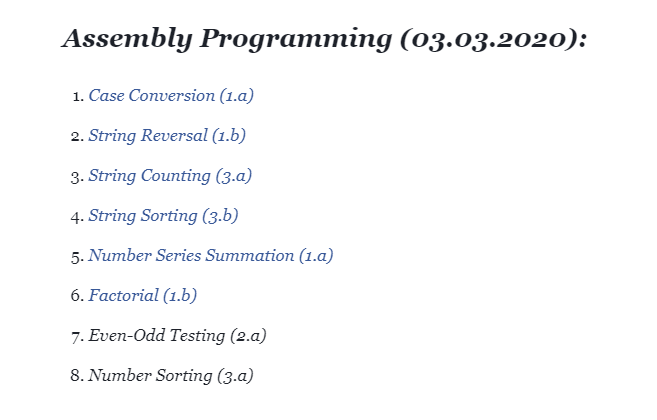 Assembly Programming (03.03.2020):
1. Case Conversion (1.a)
2. String Reversal (1.b)
3. String Counting (3.a)
4. String Sorting (3.b)
5. Number Series Summation (1.a)
6. Factorial (1.b)
7. Even-Odd Testing (2.a)
8. Number Sorting (3.a)